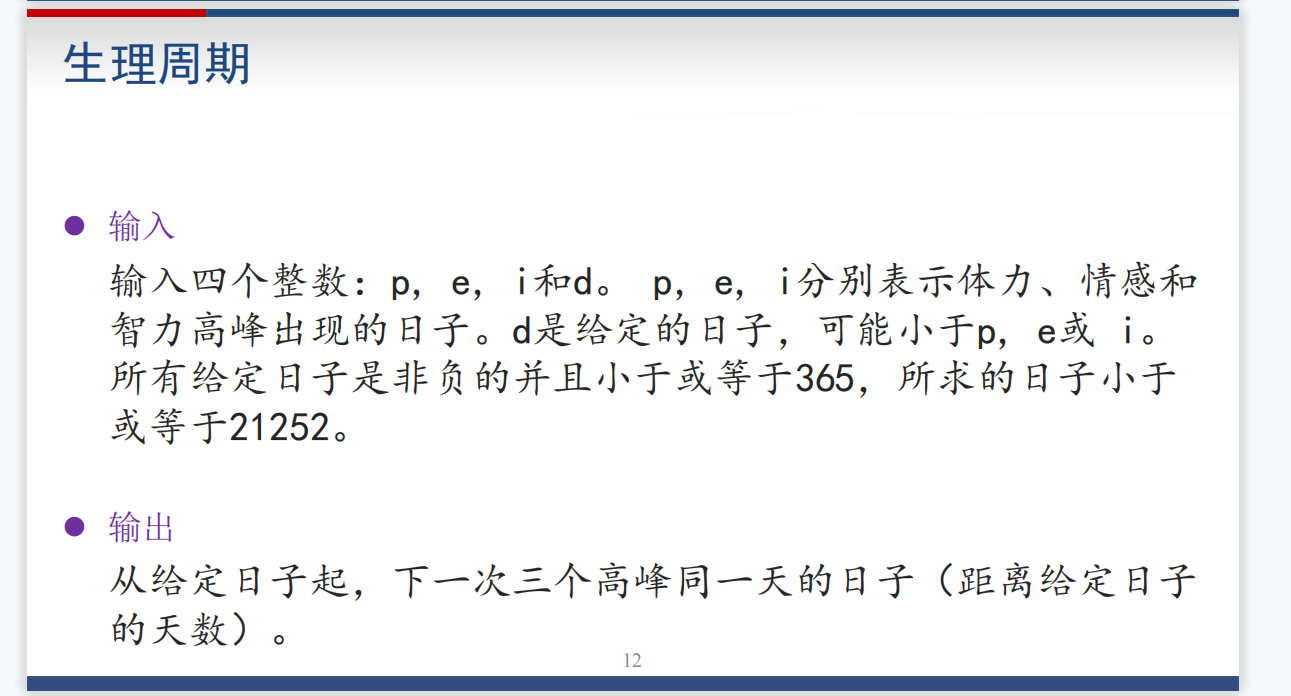 生理周期
● 输入
输入四个整数：p, e, i和d。 p, e, i分别表示体力、情感和
智力高峰出现的日子。d是给定的日子，可能小于p, e或 i。
所有给定日子是非负的并且小于或等于365，所求的日子小于
或等于21252。
● 输出
从给定日子起，下一次三个高峰同一天的日子（距离给定日子
的天数）。
12